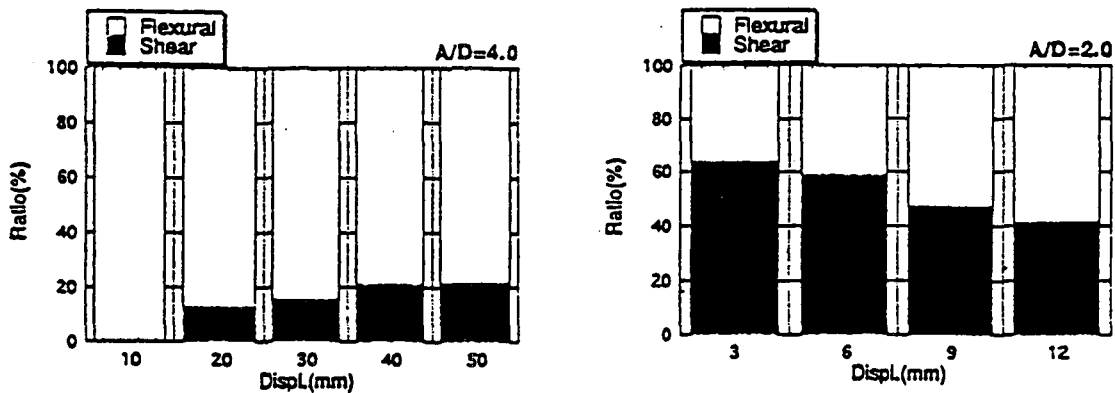 Flexural
Shear
A/D=4.0
100
80
60
40
20
0
Ratio(%)
10 20 30 40 50
Displ.(mm)
Flexural
Shear
A/D=2.0
100
80
60
40
20
0
Ratio(%)
3 6 9 12
Displ.(mm)